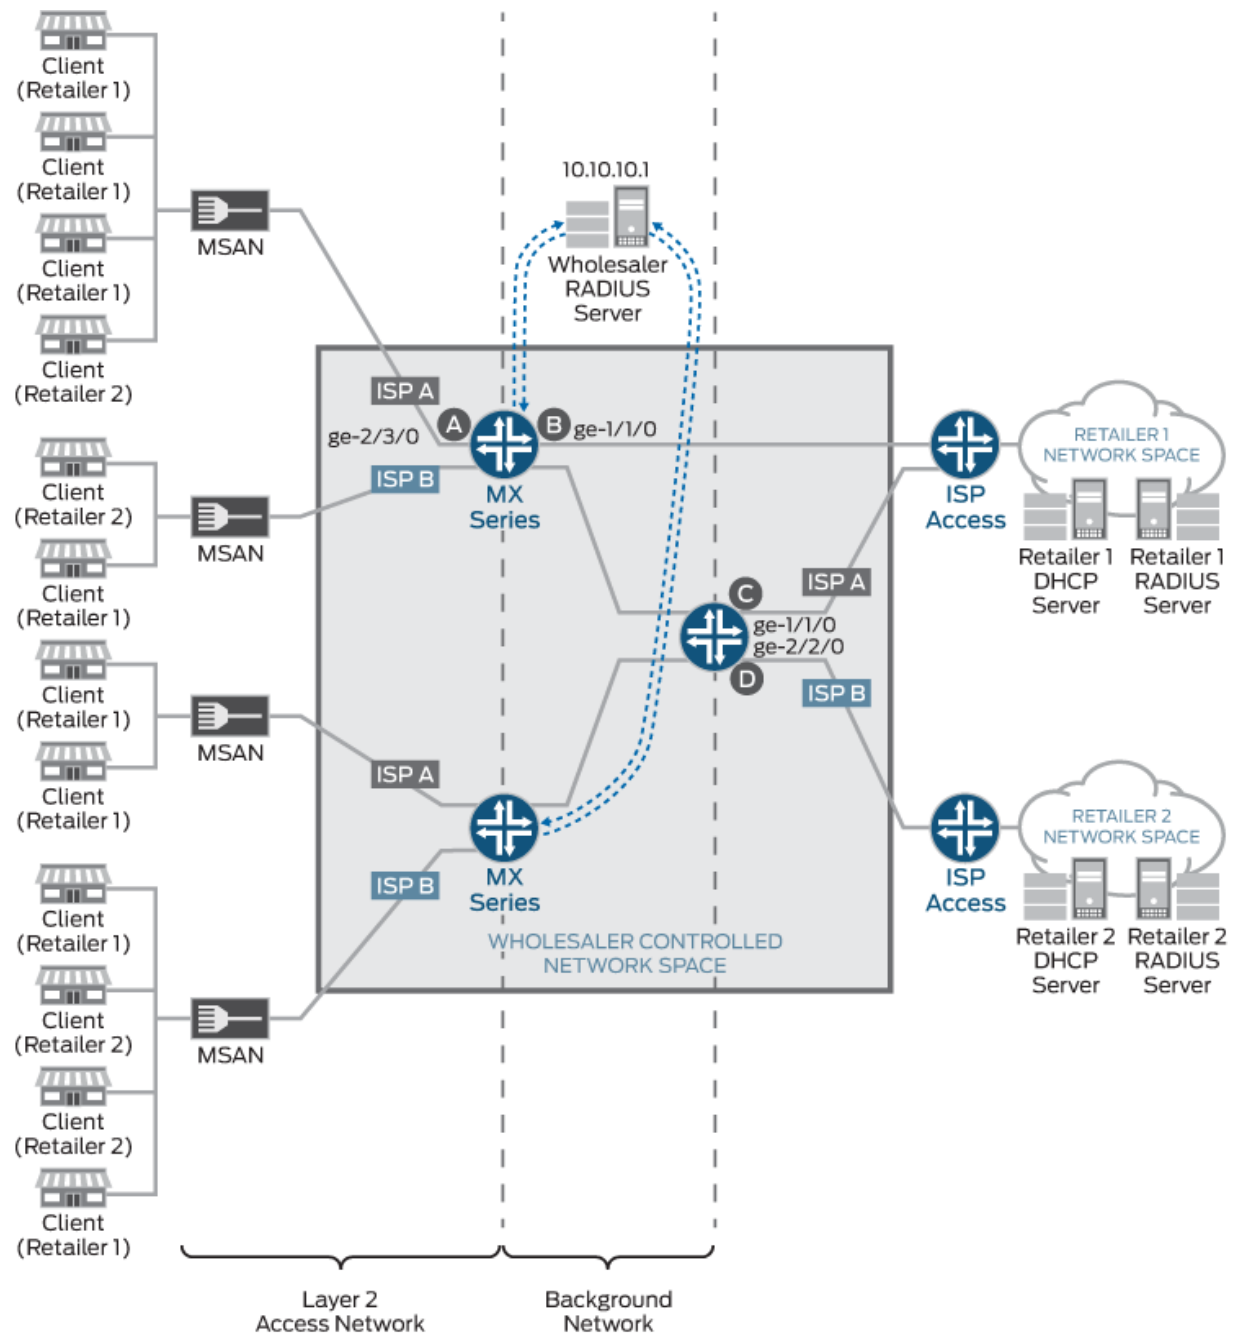 Client
(Retailer 1)
Client
(Retailer 1)
Client
(Retailer 1)
Client
(Retailer 2)
Client
(Retailer 2)
Client
(Retailer 1)
Client
(Retailer 1)
Client
(Retailer 1)
Client
(Retailer 1)
Client
(Retailer 2)
Client
(Retailer 2)
Client
(Retailer 1)
MSAN
MSAN
MSAN
MSAN
10.10.10.1
Wholesaler
RADIUS
Server
ISP A
A
B
ge-2/3/0
ge-1/1/0
ISP B
MX
Series
C
ge-1/1/0
ge-2/2/0
D
ISP A
ISP B
ISP A
ISP B
MX
Series
WHOLESALER CONTROLLED
NETWORK SPACE
ISP
Access
RETAILER 1
NETWORK SPACE
Retailer 1
DHCP
Server
Retailer 1
RADIUS
Server
ISP
Access
RETAILER 2
NETWORK SPACE
Retailer 2
DHCP
Server
Retailer 2
RADIUS
Server
Layer 2
Access Network
Background
Network